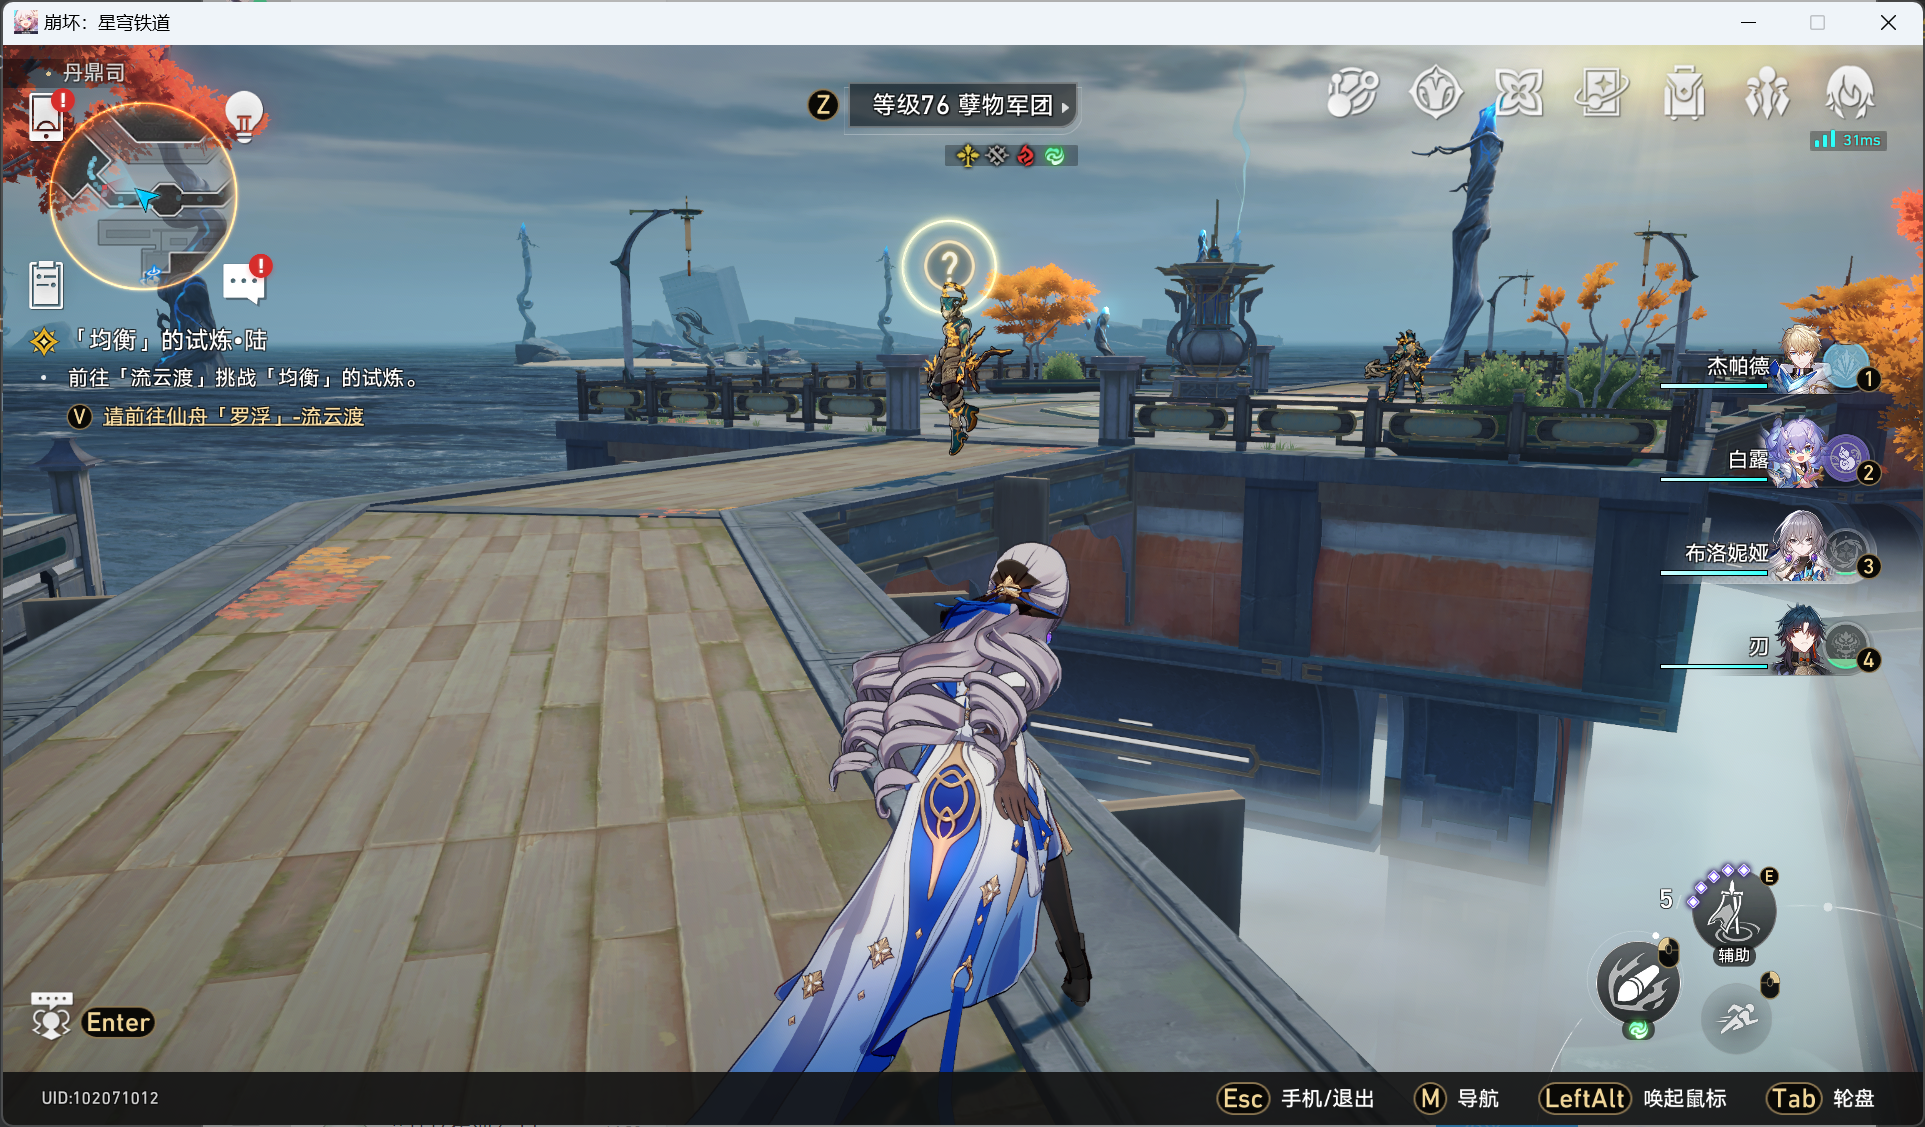 崩坏：星穹铁道
丹鼎司
Z 等级76 孽物军团
31ms
「均衡」的试炼•陆
前往「流云渡」挑战「均衡」的试炼。
V 请前往仙舟「罗浮」-流云渡
杰帕德 1
白露 2
布洛妮娅 3
刃 4
5 E
辅助
Enter
UID:102071012
Esc 手机/退出 M 导航 LeftAlt 唤起鼠标 Tab 轮盘